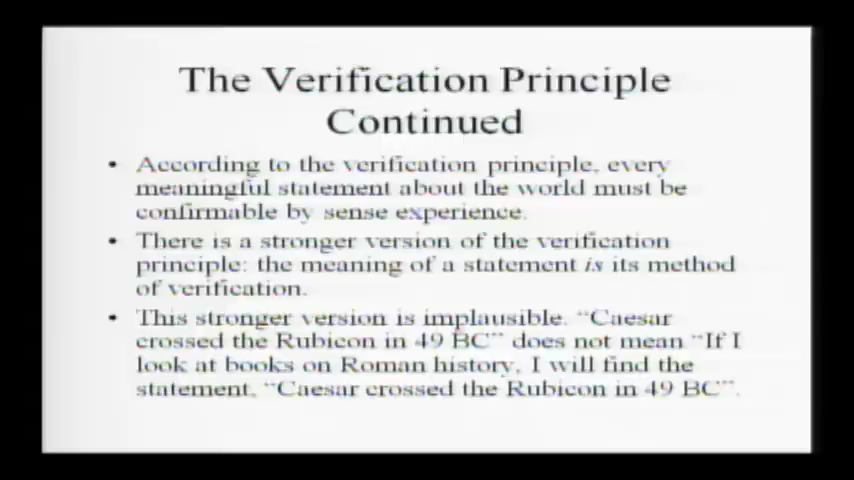 The Verification Principle
Continued
• According to the verification principle, every
meaningful statement about the world must be
confirmable by sense experience.
• There is a stronger version of the verification
principle: the meaning of a statement is its method
of verification.
• This stronger version is implausible. “Caesar
crossed the Rubicon in 49 BC” does not mean “If I
look at books on Roman history, I will find the
statement, “Caesar crossed the Rubicon in 49 BC”.